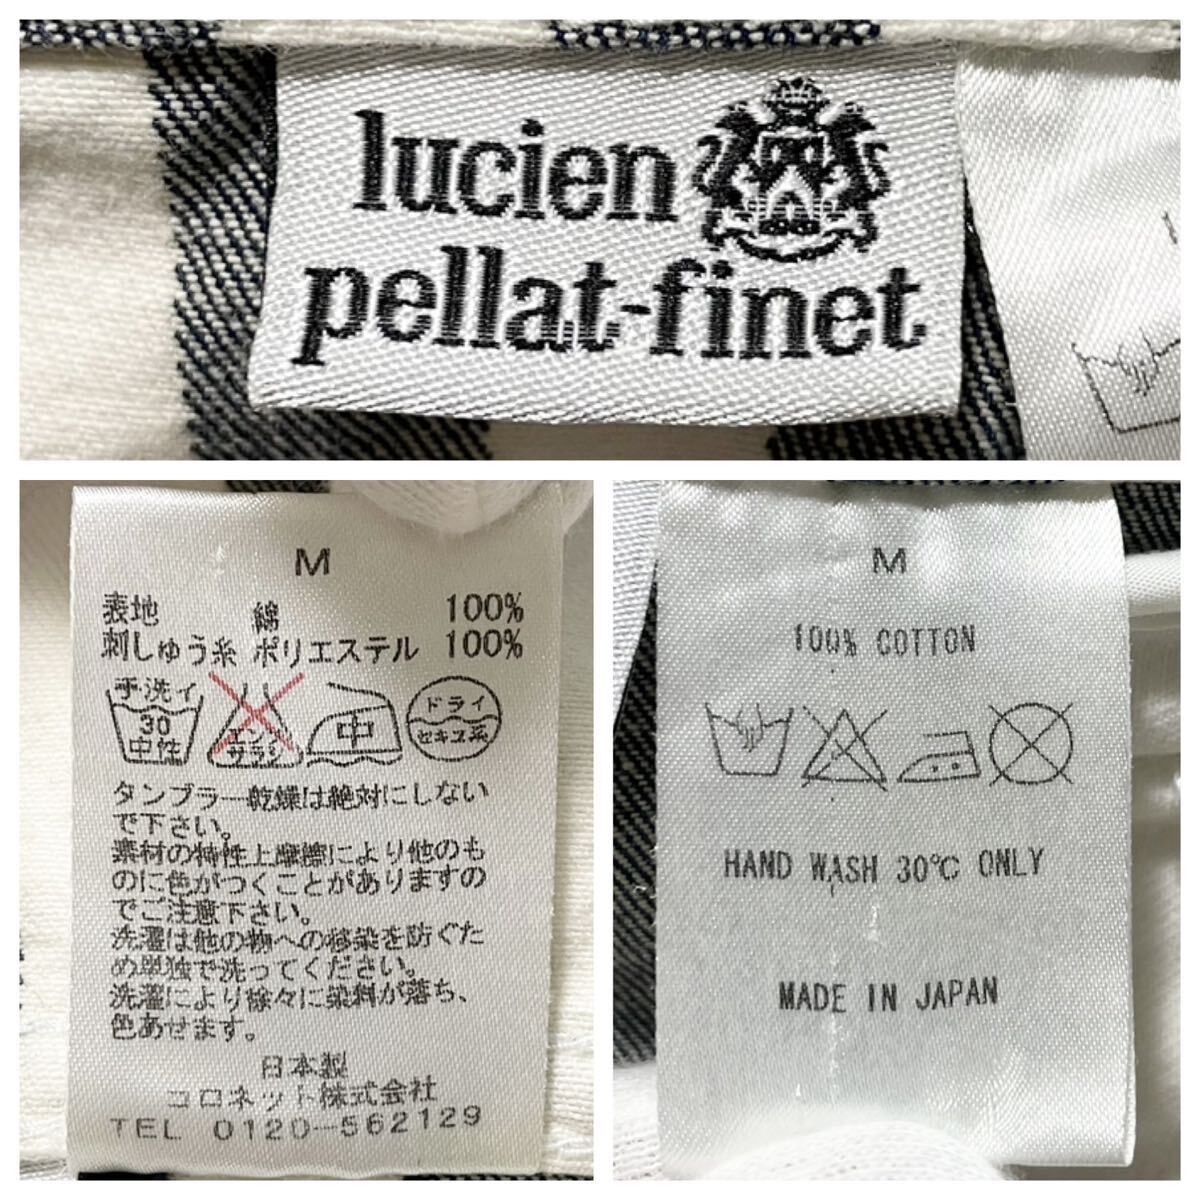 lucien
pellat-finet
M
表地 綿 100%
刺しゅう糸 ポリエステル 100%
手洗イ
30
中性
エンソ
サラシ
中
ドライ
セキユ系
タンブラー乾燥は絶対にしない
で下さい。
素材の特性上摩擦により他のも
のに色がつくことがありますの
でご注意下さい。
洗濯は他の物への移染を防ぐた
め単独で洗ってください。
洗濯により徐々に染料が落ち、
色あせます。
日本製
コロネット株式会社
TEL 0120-562129
M
100% COTTON
HAND WASH 30℃ ONLY
MADE IN JAPAN